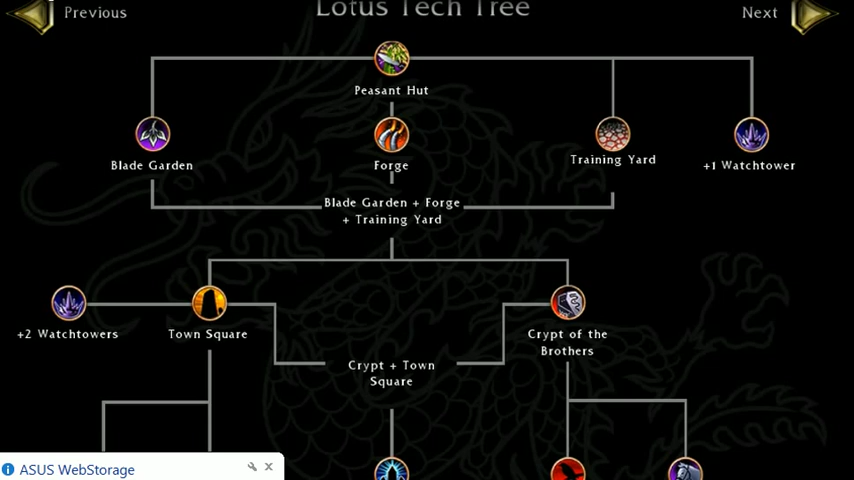 Lotus Tech Tree
Previous
Next
Peasant Hut
Blade Garden
Forge
Training Yard
+1 Watchtower
Blade Garden + Forge
+ Training Yard
+2 Watchtowers
Town Square
Crypt of the
Brothers
Crypt + Town
Square
ASUS WebStorage